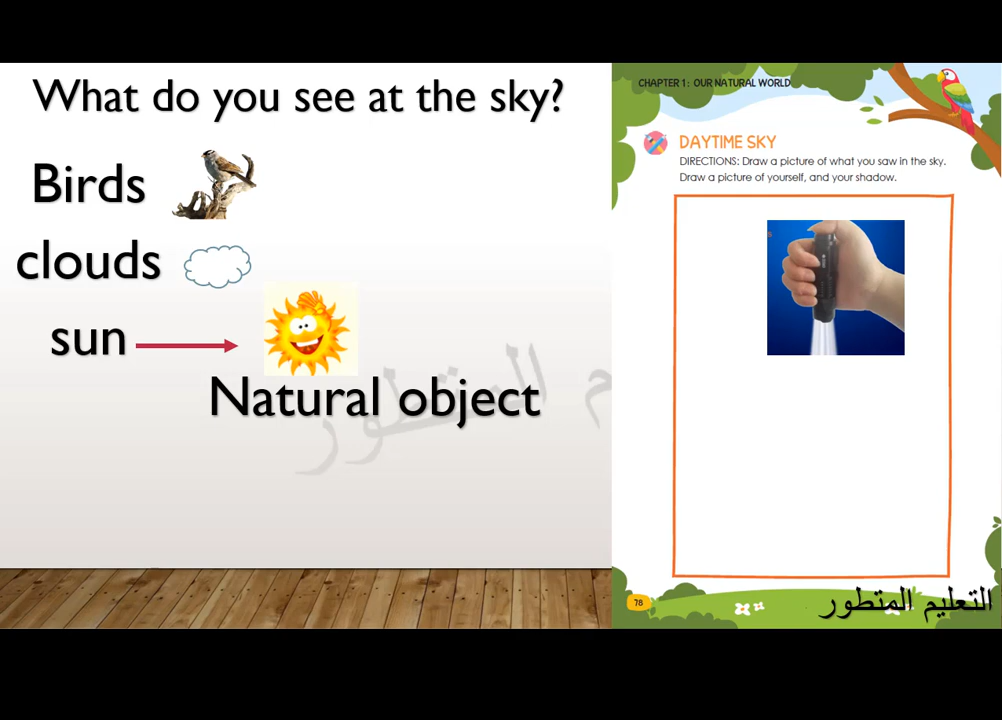 What do you see at the sky?
Birds
clouds
sun
Natural object
CHAPTER 1: OUR NATURAL WORLD
DAYTIME SKY
DIRECTIONS: Draw a picture of what you saw in the sky.
Draw a picture of yourself, and your shadow.
78
التعليم المتطور